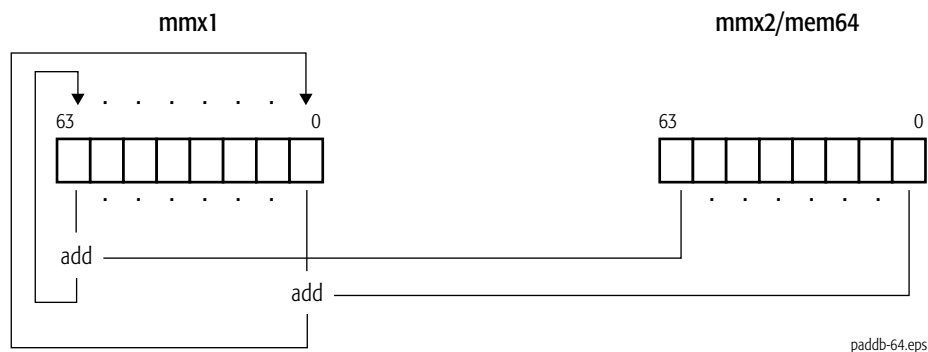 mmx1 mmx2/mem64
. . . . . .
63 0 63 0
. . . . . . . . . . . .
add
add
paddb-64.eps